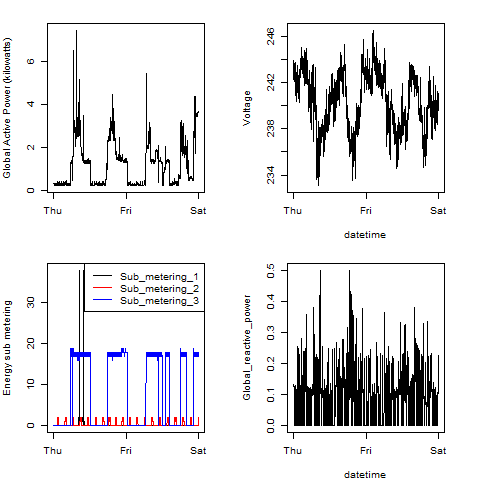 Global Active Power (kilowatts)
0 2 4 6
Thu Fri Sat
Voltage
234 238 242 246
Thu Fri Sat
datetime
Energy sub metering
0 10 20 30
Sub_metering_1
Sub_metering_2
Sub_metering_3
Thu Fri Sat
Global_reactive_power
0.0 0.1 0.2 0.3 0.4 0.5
Thu Fri Sat
datetime